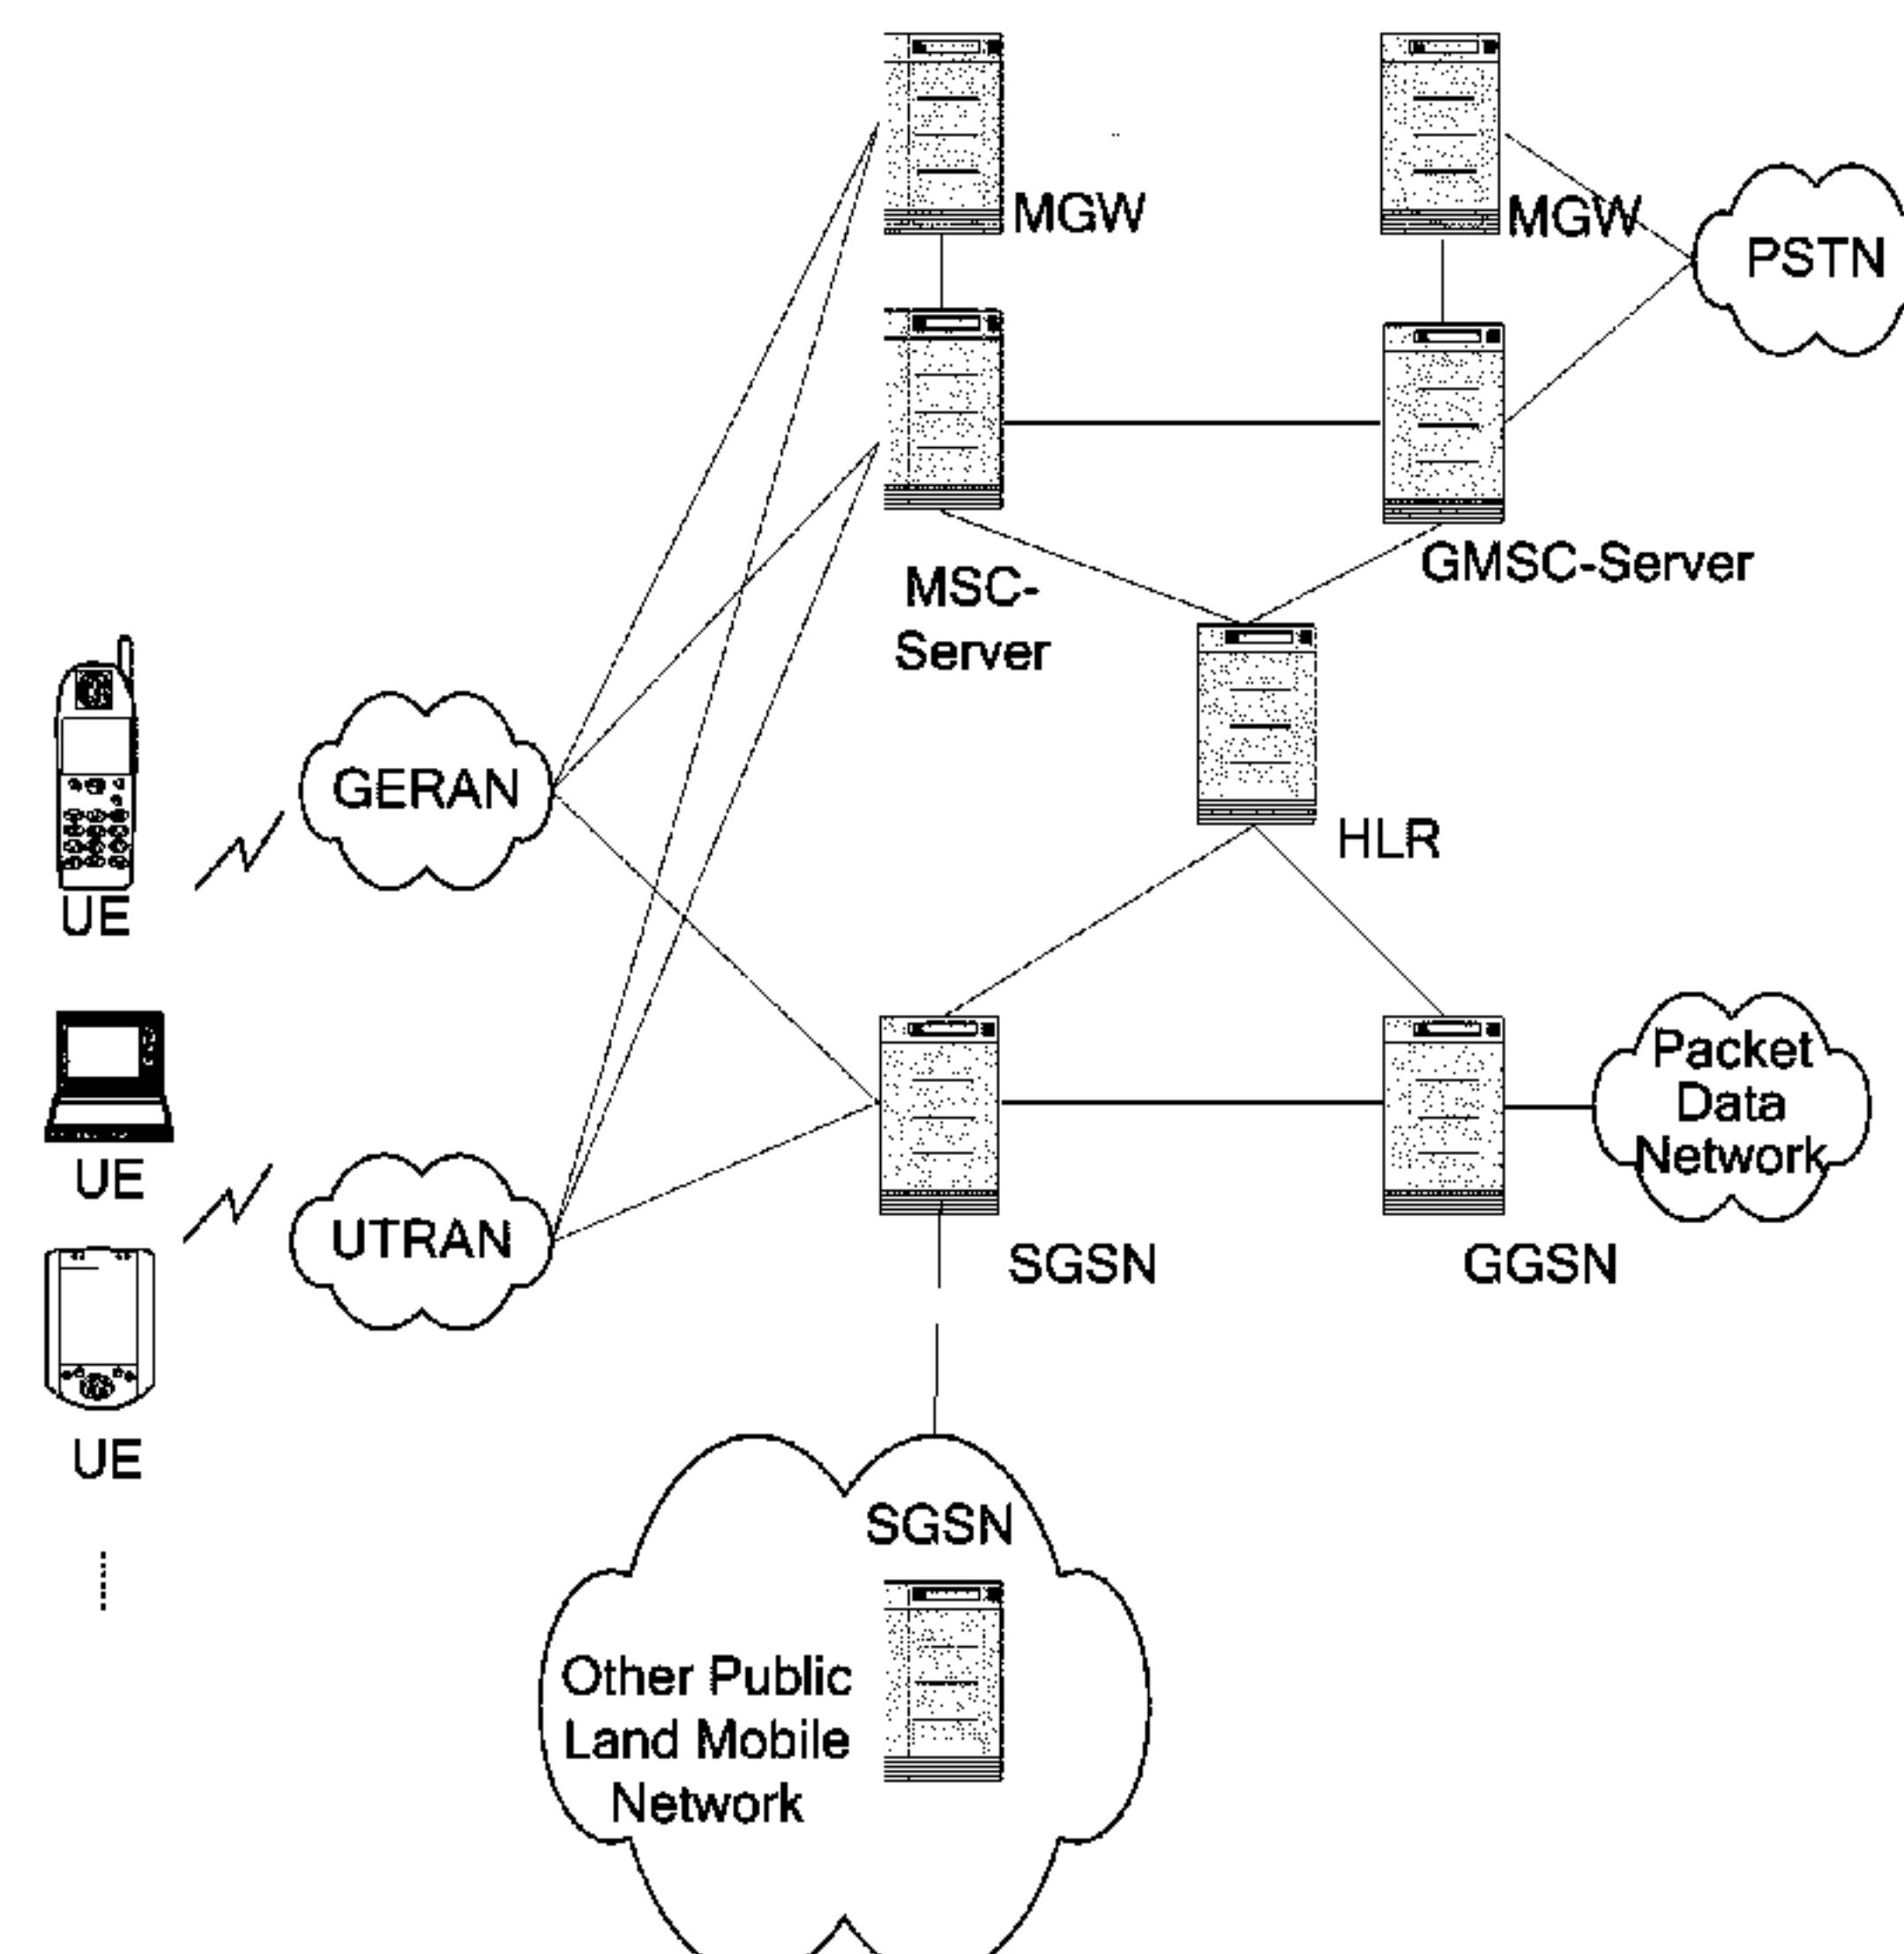 MGW
MGW
PSTN
GMSC-Server
MSC-
Server
GERAN
HLR
UE
Packet
Data
Network
UE
UTRAN
SGSN
GGSN
UE
SGSN
Other Public
Land Mobile
Network